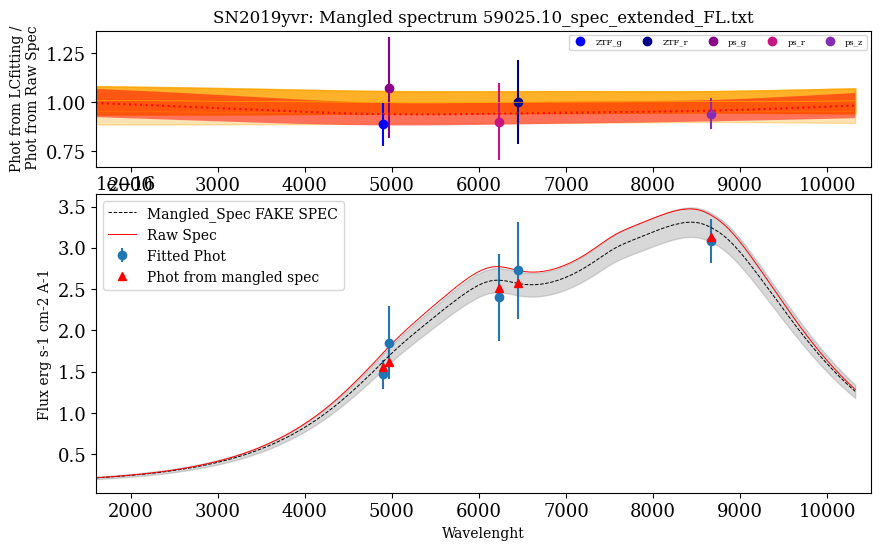 SN2019yvr: Mangled spectrum 59025.10_spec_extended_FL.txt
Phot from LCfitting /
Phot from Raw Spec
1.25
1.00
0.75
ZTF_g
ZTF_r
ps_g
ps_r
ps_z
2000 3000 4000 5000 6000 7000 8000 9000 10000
1e−16
3.5
3.0
2.5
2.0
1.5
1.0
0.5
Flux erg s-1 cm-2 A-1
Mangled_Spec FAKE SPEC
Raw Spec
Fitted Phot
Phot from mangled spec
2000 3000 4000 5000 6000 7000 8000 9000 10000
Wavelenght